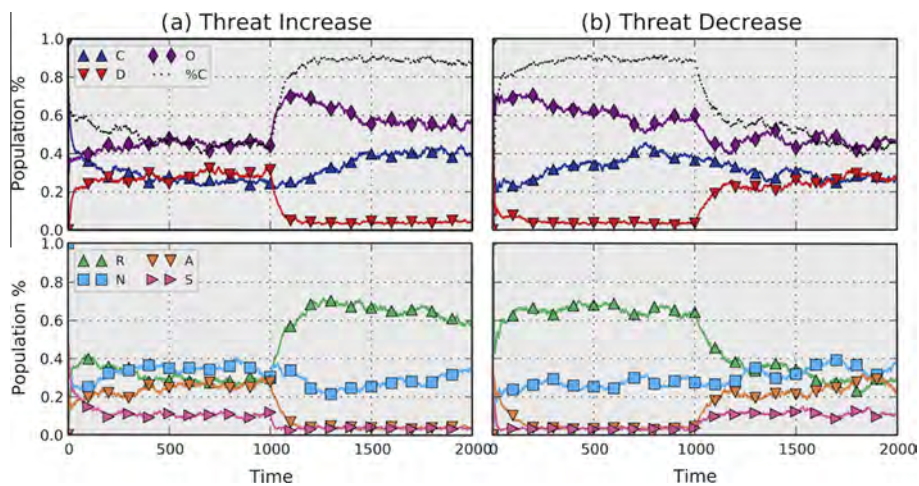 (a) Threat Increase
(b) Threat Decrease
1.0
0.8
0.6
0.4
0.2
0.0
Population %
C
D
O
%C
1.0
0.8
0.6
0.4
0.2
0.0
Population %
R
N
A
S
0 500 1000 1500 2000
0 500 1000 1500 2000
Time
Time